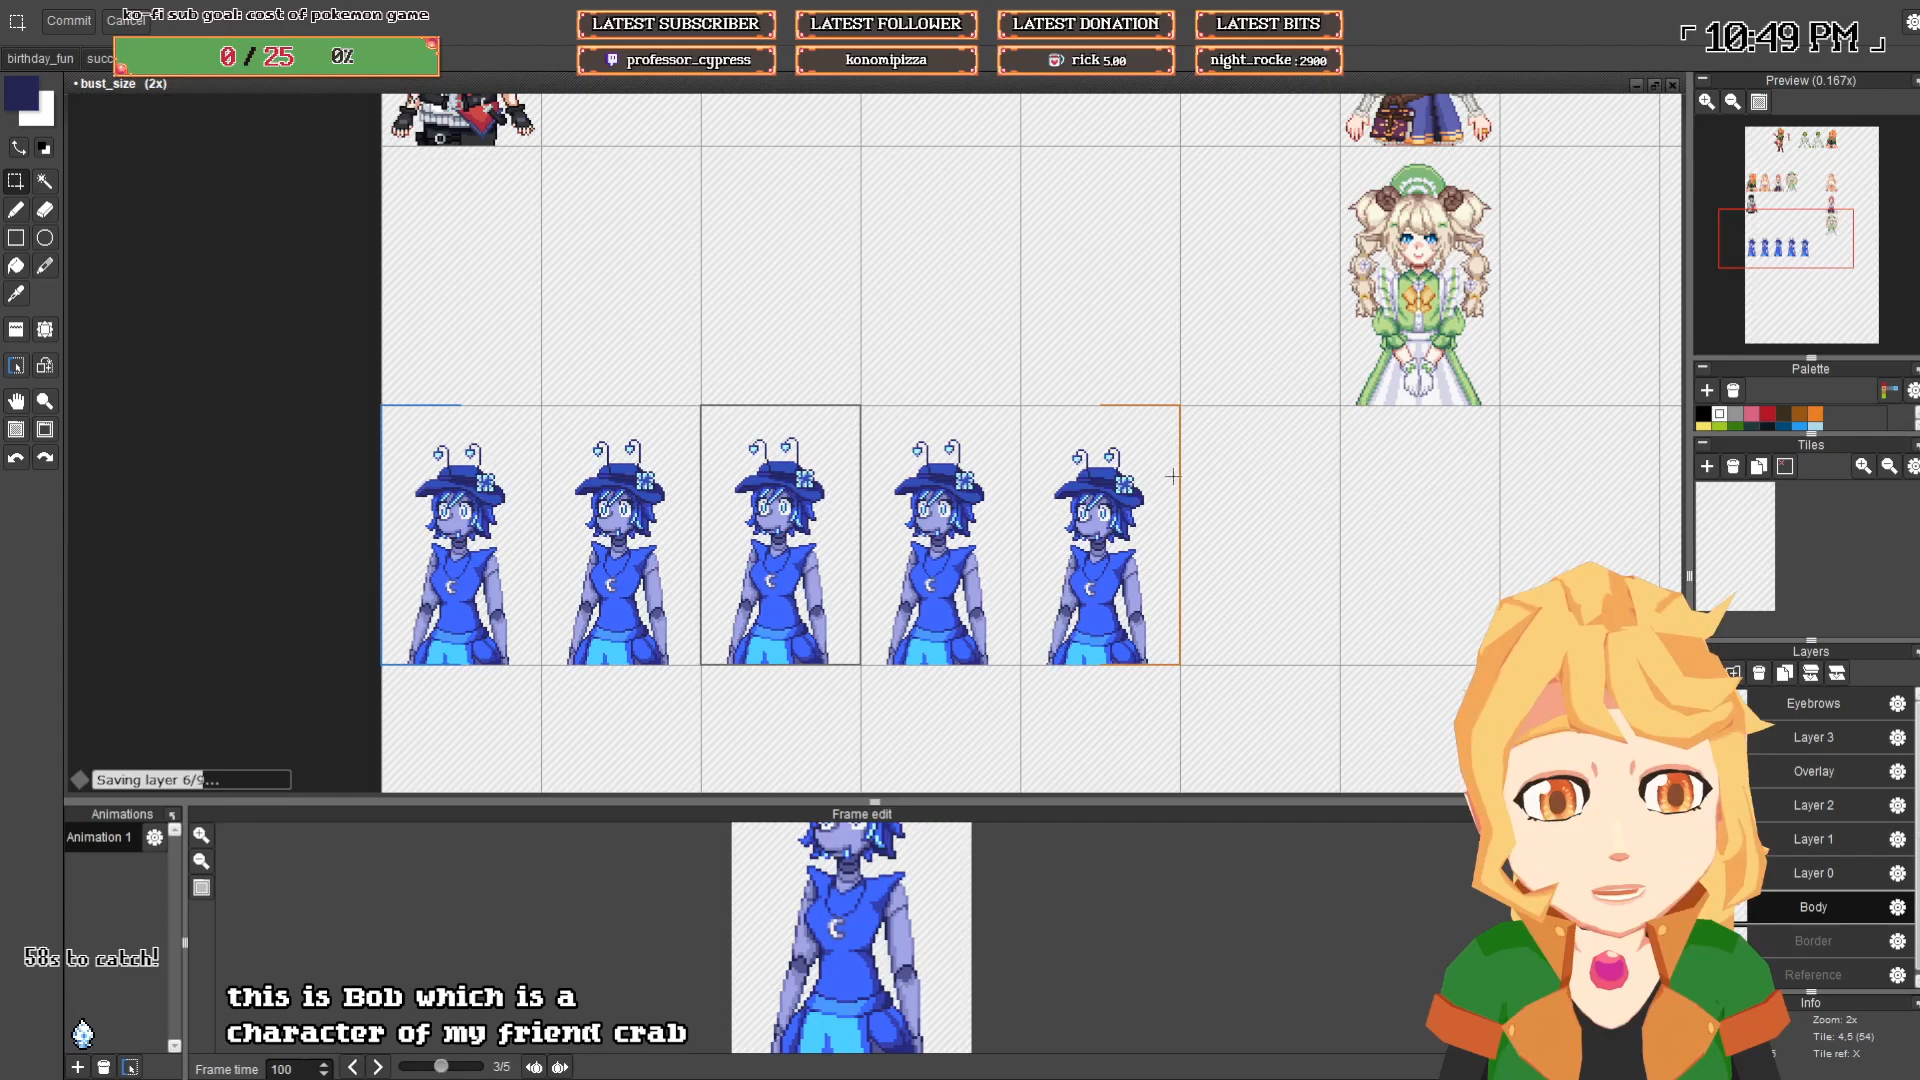 Commit
ko-fi sub goal: cost of pokemon game
0 / 25 0%
birthday_fun
succ
LATEST SUBSCRIBER
professor_cypress
LATEST FOLLOWER
konomipizza
LATEST DONATION
rick 5.00
LATEST BITS
night_rocke: 2900
10:49 PM
• bust_size (2x)
Preview (0.167x)
Palette
Tiles
Layers
Eyebrows
Layer 3
Overlay
Layer 2
Layer 1
Layer 0
Body
Border
Reference
Info
Zoom: 2x
Tile: 4,5 (54)
Tile ref: X
Saving layer 6/9...
Animations
Animation 1
Frame edit
58s to catch!
this is Bob which is a
character of my friend crab
Frame time 100
3/5